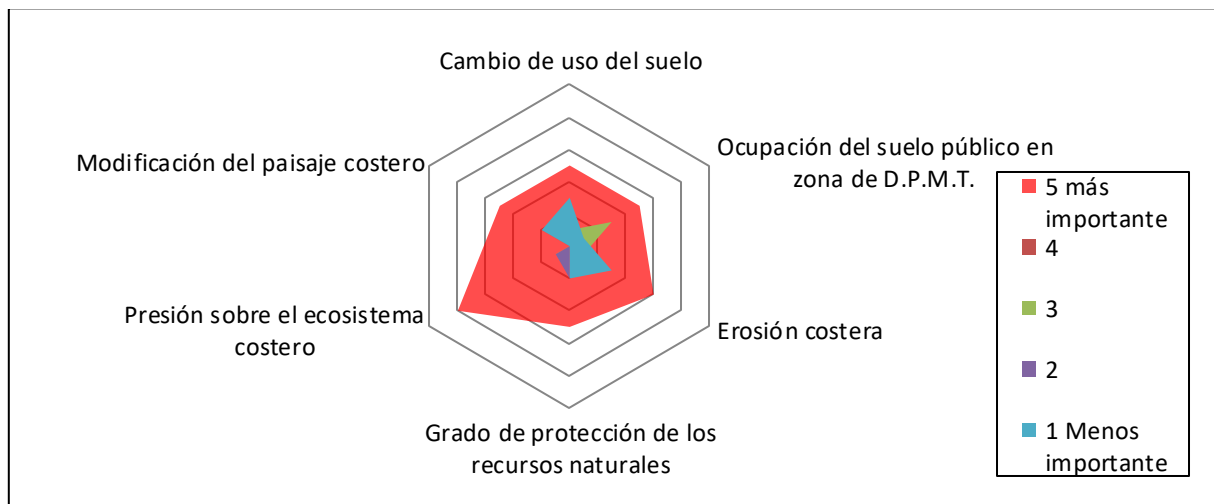 Cambio de uso del suelo
Ocupación del suelo público en
zona de D.P.M.T.
Erosión costera
Grado de protección de los
recursos naturales
Presión sobre el ecosistema
costero
Modificación del paisaje costero
5 más
importante
4
3
2
1 Menos
importante